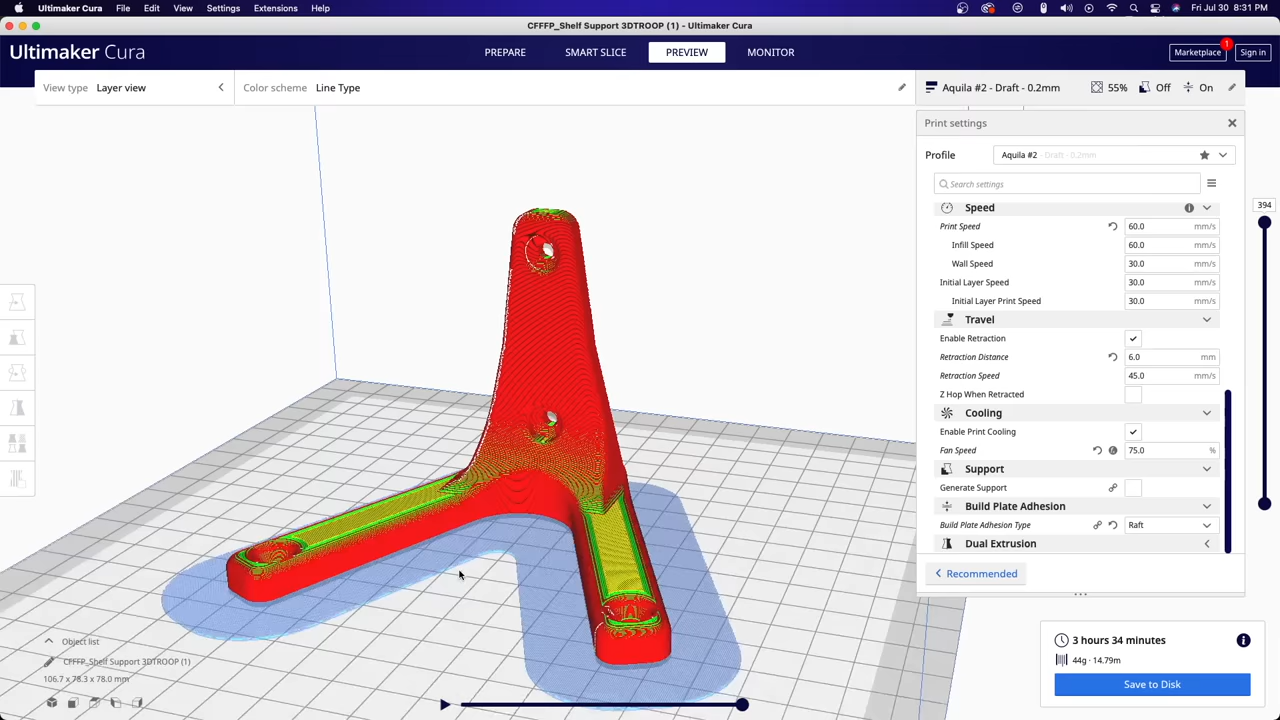 Ultimaker Cura File Edit View Settings Extensions Preferences Help Fri Jul 30 8:31 PM
CFFFP_Shelf Support 3DTROOP (1) - Ultimaker Cura
Ultimaker Cura PREPARE SMART SLICE PREVIEW MONITOR Marketplace 1 Sign in
View type Layer view Color scheme Line Type Aquila #2 - Draft - 0.2mm 55% Off On
Print settings
Profile Aquila #2 - Draft - 0.2mm
Search settings
Speed
394
Print Speed 60.0 mm/s
Infill Speed 60.0 mm/s
Wall Speed 30.0 mm/s
Initial Layer Speed 30.0 mm/s
Initial Layer Print Speed 30.0 mm/s
Travel
Enable Retraction
Retraction Distance 6.0 mm
Retraction Speed 45.0 mm/s
Z Hop When Retracted
Cooling
Enable Print Cooling
Fan Speed 75.0 %
Support
Generate Support
Build Plate Adhesion
Build Plate Adhesion Type Raft
Dual Extrusion
Recommended
Object list
CFFFP_Shelf Support 3DTROOP (1)
106.7 x 78.3 x 78.0 mm
3 hours 34 minutes
44g · 14.79m
Save to Disk